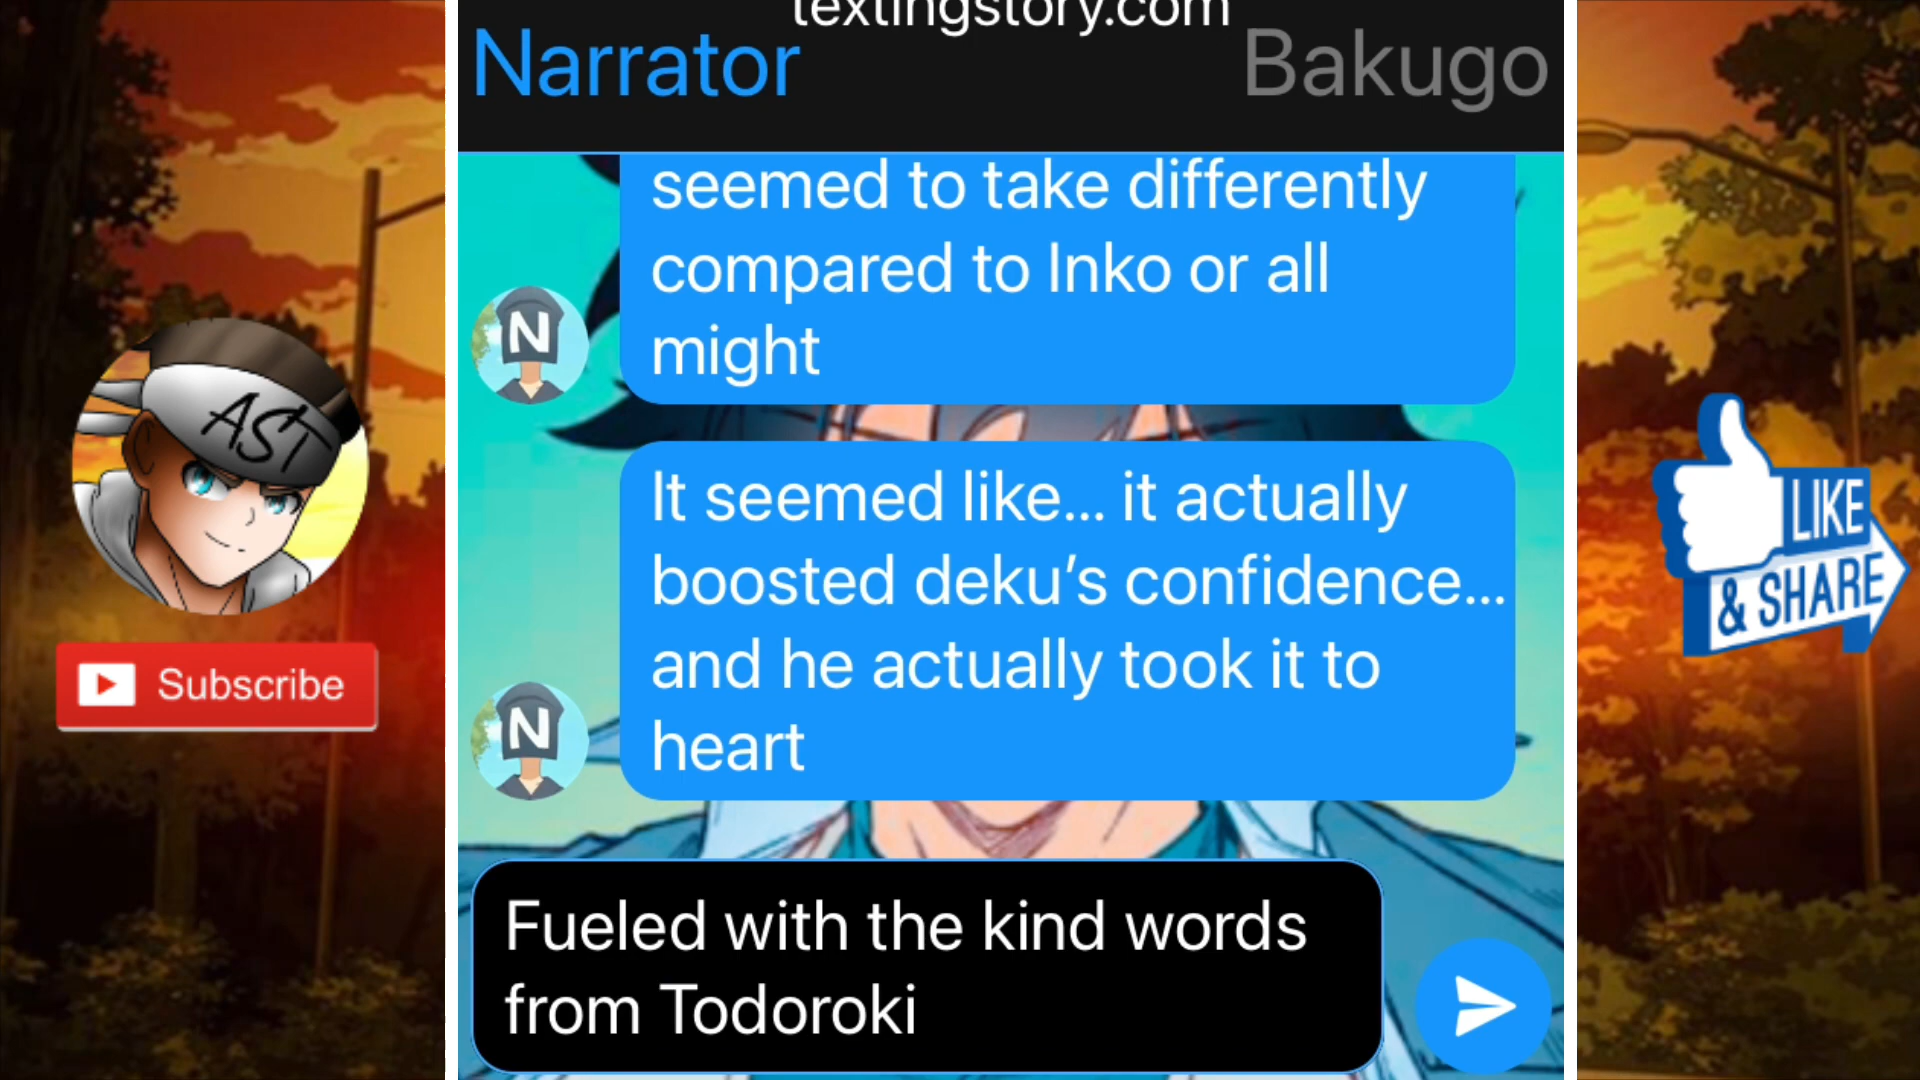 textingstory.com
Narrator
Bakugo
seemed to take differently
compared to Inko or all
might
N
It seemed like... it actually
boosted deku’s confidence...
and he actually took it to
heart
N
Fueled with the kind words
from Todoroki
AST
Subscribe
LIKE
& SHARE